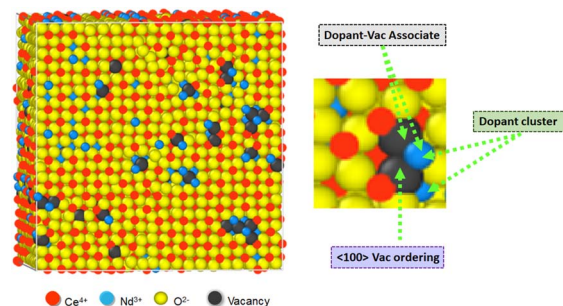 Dopant-Vac Associate
Dopant cluster
<100> Vac ordering
Ce⁴⁺ Nd³⁺ O²⁻ Vacancy